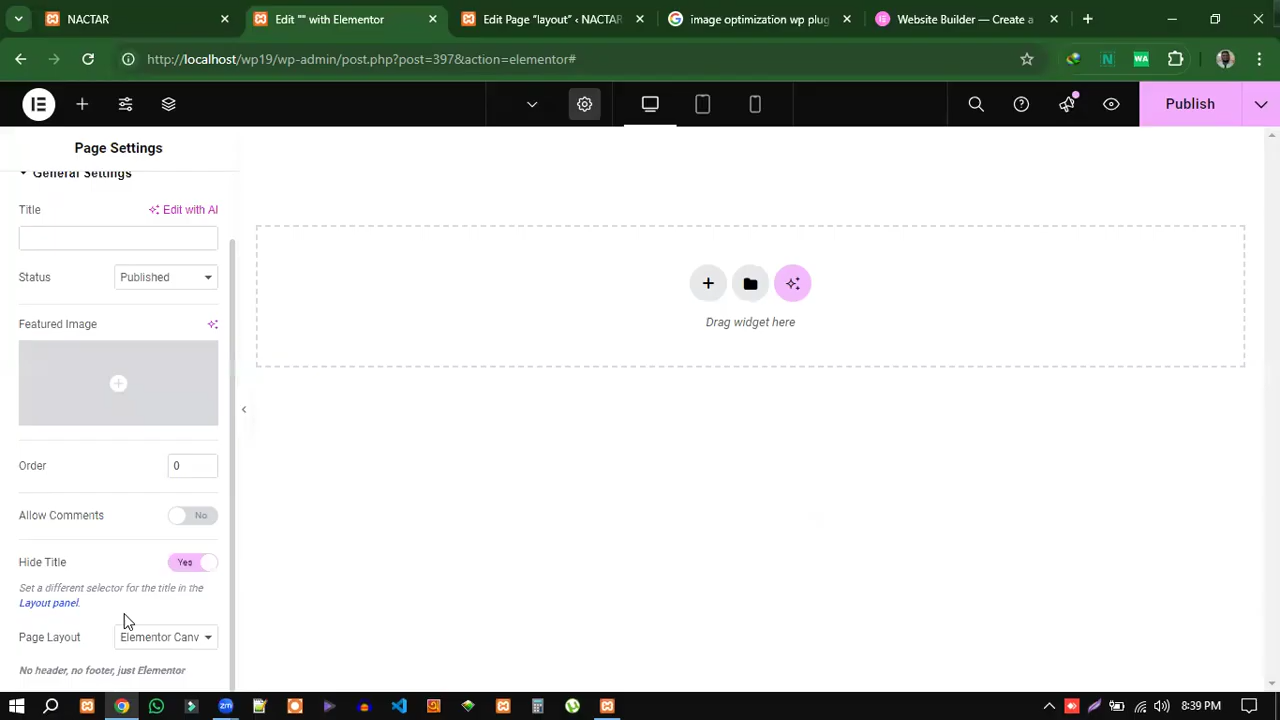 NACTAR
Edit "" with Elementor
Edit Page "layout" ‹ NACTAR
image optimization wp plug
Website Builder — Create a
http://localhost/wp19/wp-admin/post.php?post=397&action=elementor#
N
WA
Publish
Page Settings
General Settings
Title
Edit with AI
Status
Published
Featured Image
Order
0
Allow Comments
No
Hide Title
Yes
Set a different selector for the title in the
Layout panel.
Page Layout
Elementor Canv
No header, no footer, just Elementor
Drag widget here
zm
8:39 PM